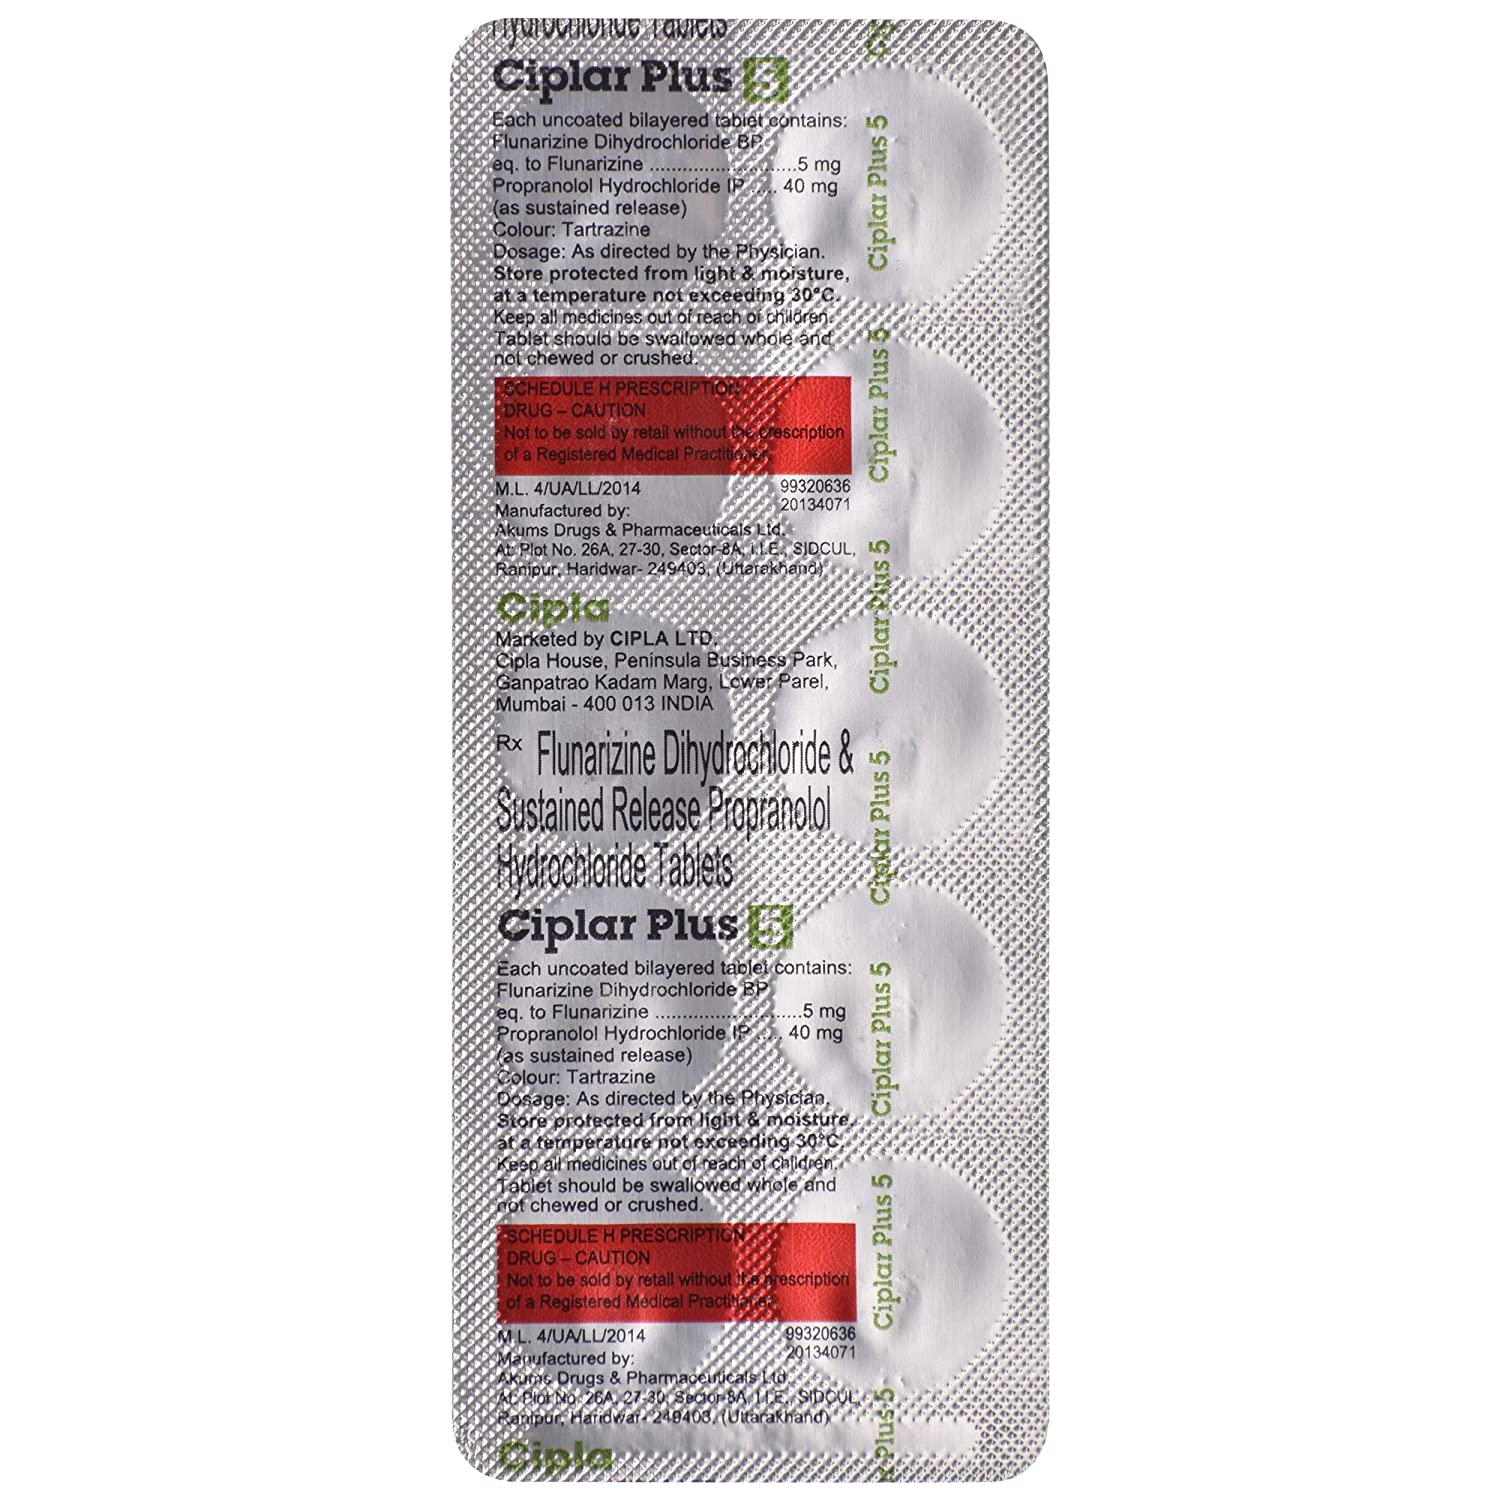 Hydrochloride Tablets
Ciplar Plus 5
Each uncoated bilayered tablet contains:
Flunarizine Dihydrochloride BP
eq. to Flunarizine ..........................5 mg
Propranolol Hydrochloride IP ..... 40 mg
(as sustained release)
Colour: Tartrazine
Dosage: As directed by the Physician.
Store protected from light & moisture,
at a temperature not exceeding 30°C.
Keep all medicines out of reach of children.
Tablet should be swallowed whole and
not chewed or crushed.
SCHEDULE H PRESCRIPTION
DRUG – CAUTION
Not to be sold by retail without the prescription
of a Registered Medical Practitioner.
M.L. 4/UA/LL/2014 99320636
Manufactured by: 20134071
Akums Drugs & Pharmaceuticals Ltd.
At: Plot No. 26A, 27-30, Sector-8A, I.I.E., SIDCUL,
Ranipur, Haridwar- 249403, (Uttarakhand)
Cipla
Marketed by CIPLA LTD.
Cipla House, Peninsula Business Park,
Ganpatrao Kadam Marg, Lower Parel,
Mumbai - 400 013 INDIA
Rx Flunarizine Dihydrochloride &
Sustained Release Propranolol
Hydrochloride Tablets
Ciplar Plus 5
Each uncoated bilayered tablet contains:
Flunarizine Dihydrochloride BP
eq. to Flunarizine ..........................5 mg
Propranolol Hydrochloride IP ..... 40 mg
(as sustained release)
Colour: Tartrazine
Dosage: As directed by the Physician.
Store protected from light & moisture,
at a temperature not exceeding 30°C.
Keep all medicines out of reach of children.
Tablet should be swallowed whole and
not chewed or crushed.
SCHEDULE H PRESCRIPTION
DRUG – CAUTION
Not to be sold by retail without the prescription
of a Registered Medical Practitioner.
M.L. 4/UA/LL/2014 99320636
Manufactured by: 20134071
Akums Drugs & Pharmaceuticals Ltd.
At: Plot No. 26A, 27-30, Sector-8A, I.I.E., SIDCUL,
Ranipur, Haridwar- 249403, (Uttarakhand)
Cipla
Ciplar Plus 5
Ciplar Plus 5
Ciplar Plus 5
Ciplar Plus 5
Ciplar Plus 5
Ciplar Plus 5
Plus 5